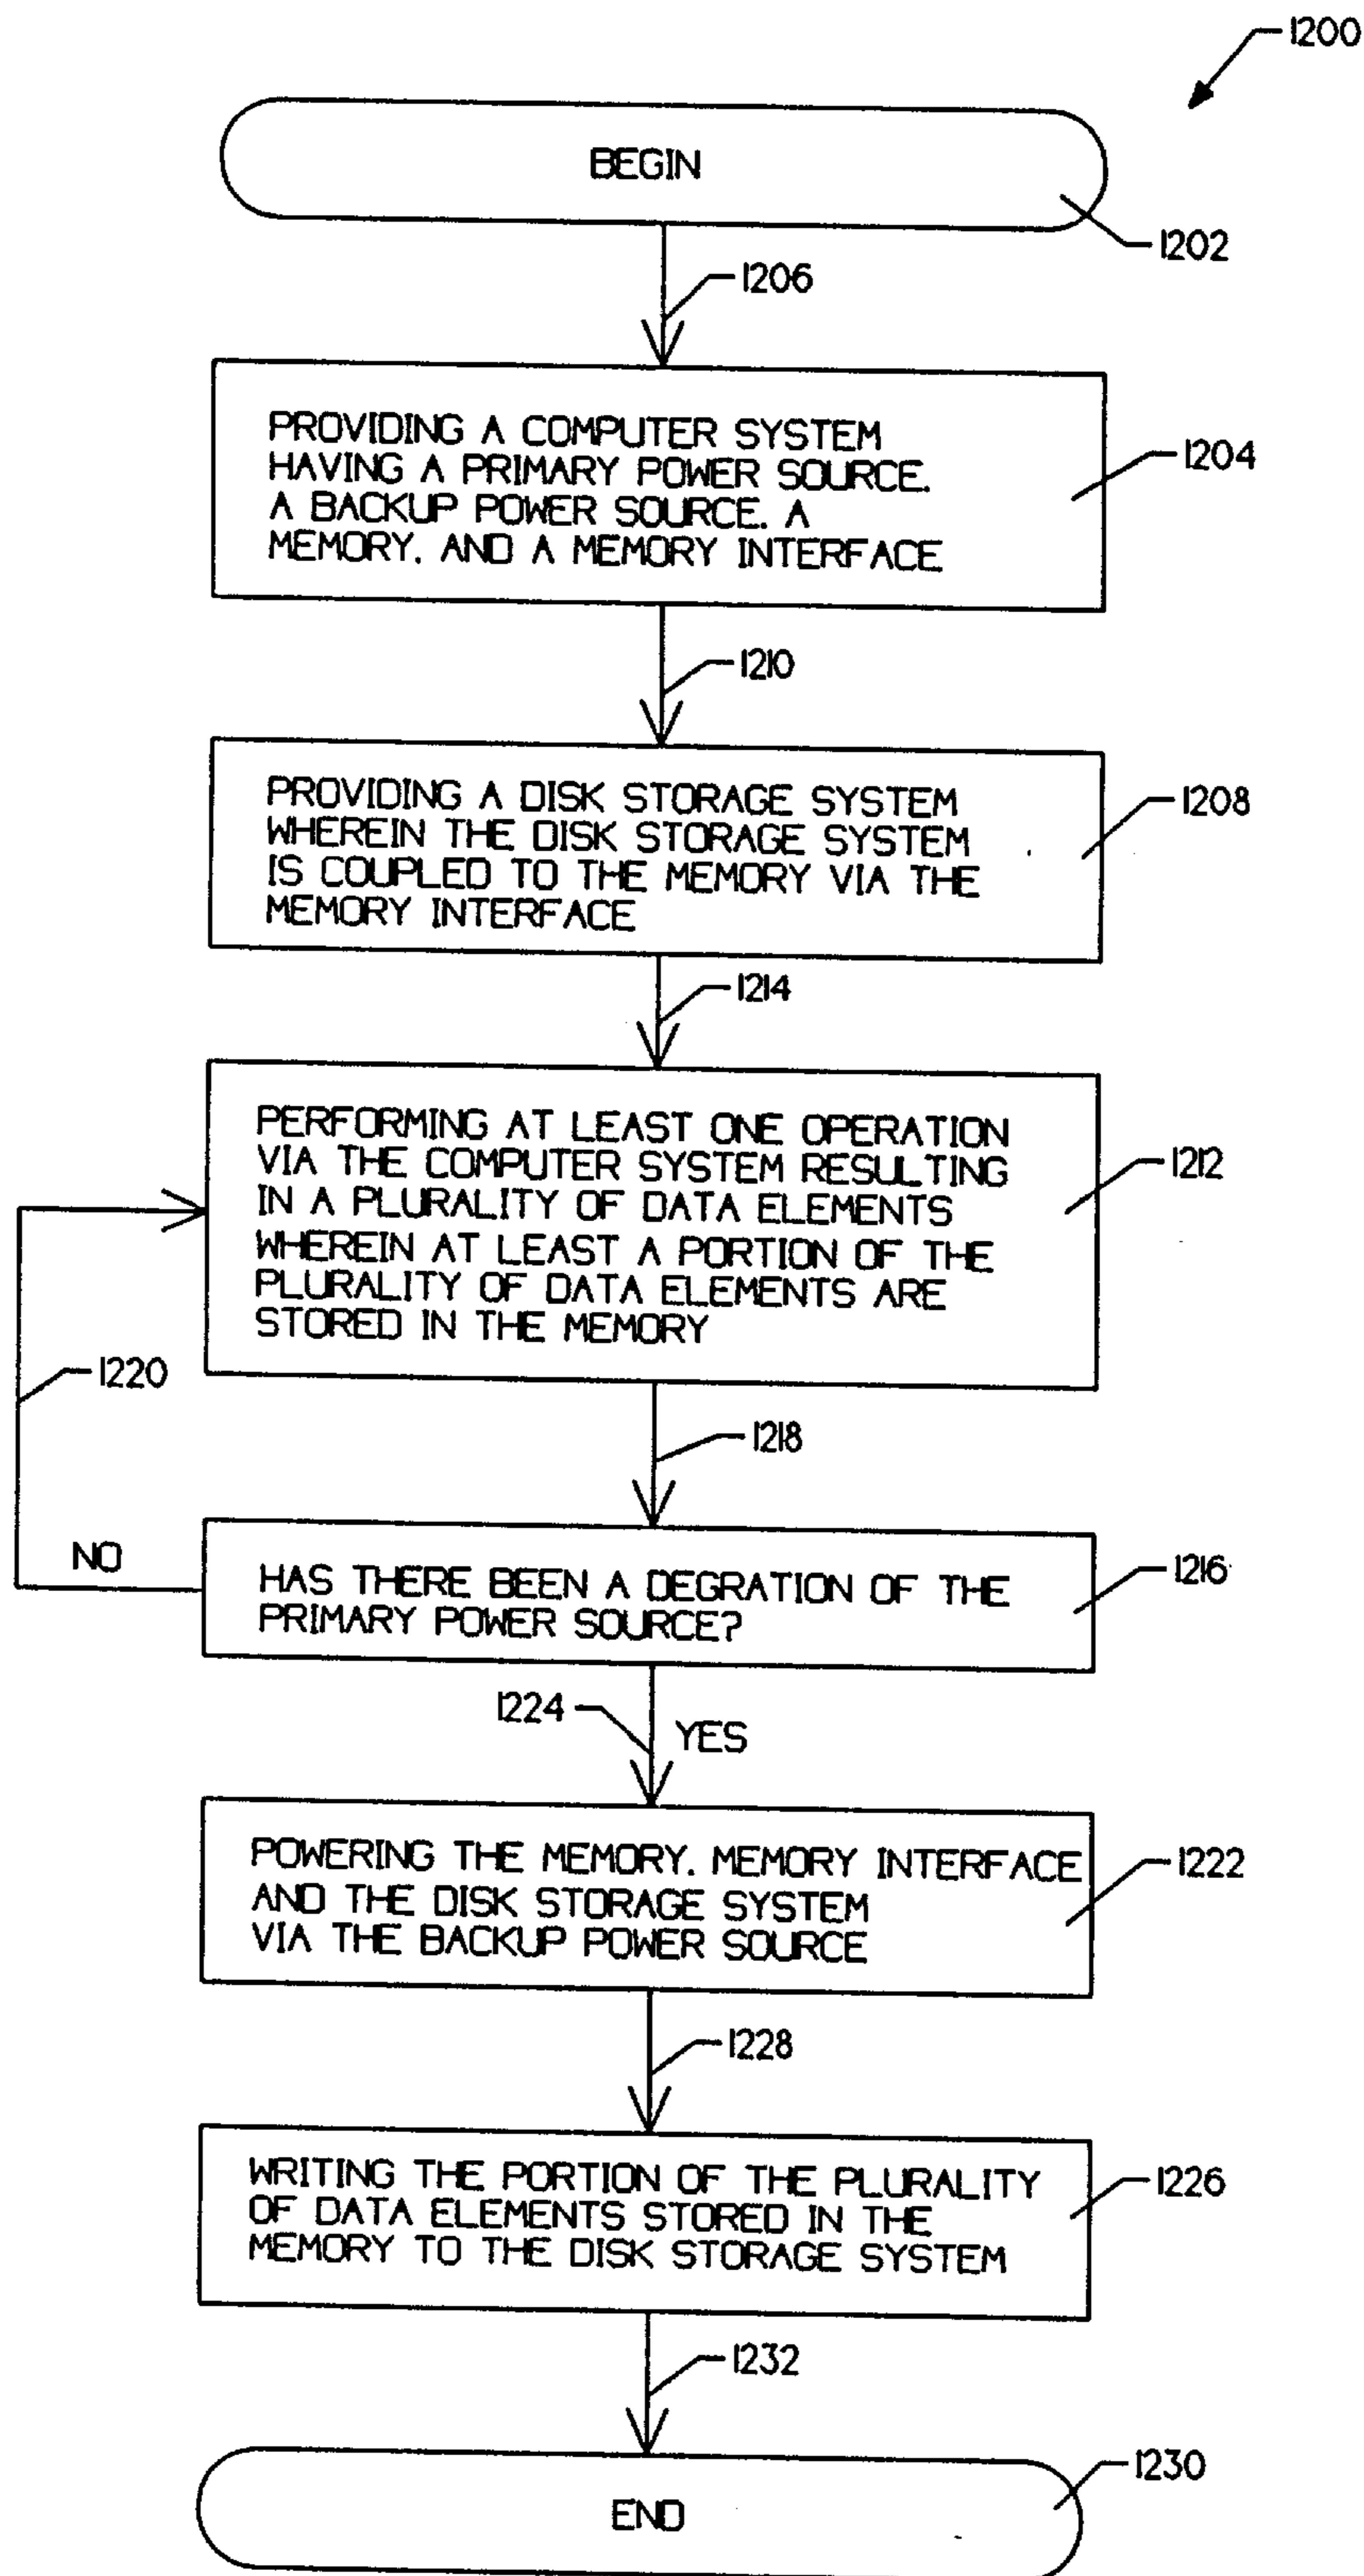 1200
BEGIN
1202
1206
PROVIDING A COMPUTER SYSTEM
HAVING A PRIMARY POWER SOURCE.
A BACKUP POWER SOURCE. A
MEMORY. AND A MEMORY INTERFACE
1204
1210
PROVIDING A DISK STORAGE SYSTEM
WHEREIN THE DISK STORAGE SYSTEM
IS COUPLED TO THE MEMORY VIA THE
MEMORY INTERFACE
1208
1214
PERFORMING AT LEAST ONE OPERATION
VIA THE COMPUTER SYSTEM RESULTING
IN A PLURALITY OF DATA ELEMENTS
WHEREIN AT LEAST A PORTION OF THE
PLURALITY OF DATA ELEMENTS ARE
STORED IN THE MEMORY
1212
1220
1218
NO
HAS THERE BEEN A DEGRATION OF THE
PRIMARY POWER SOURCE?
1216
1224
YES
POWERING THE MEMORY. MEMORY INTERFACE
AND THE DISK STORAGE SYSTEM
VIA THE BACKUP POWER SOURCE
1222
1228
WRITING THE PORTION OF THE PLURALITY
OF DATA ELEMENTS STORED IN THE
MEMORY TO THE DISK STORAGE SYSTEM
1226
1232
END
1230